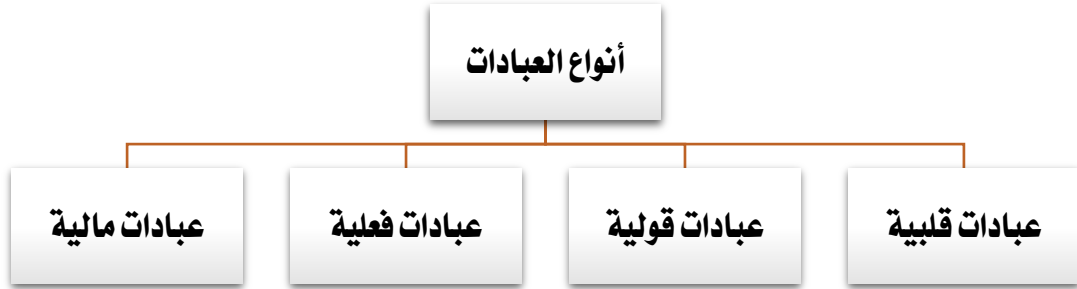 أنواع العبادات
عبادات قلبية
عبادات قولية
عبادات فعلية
عبادات مالية